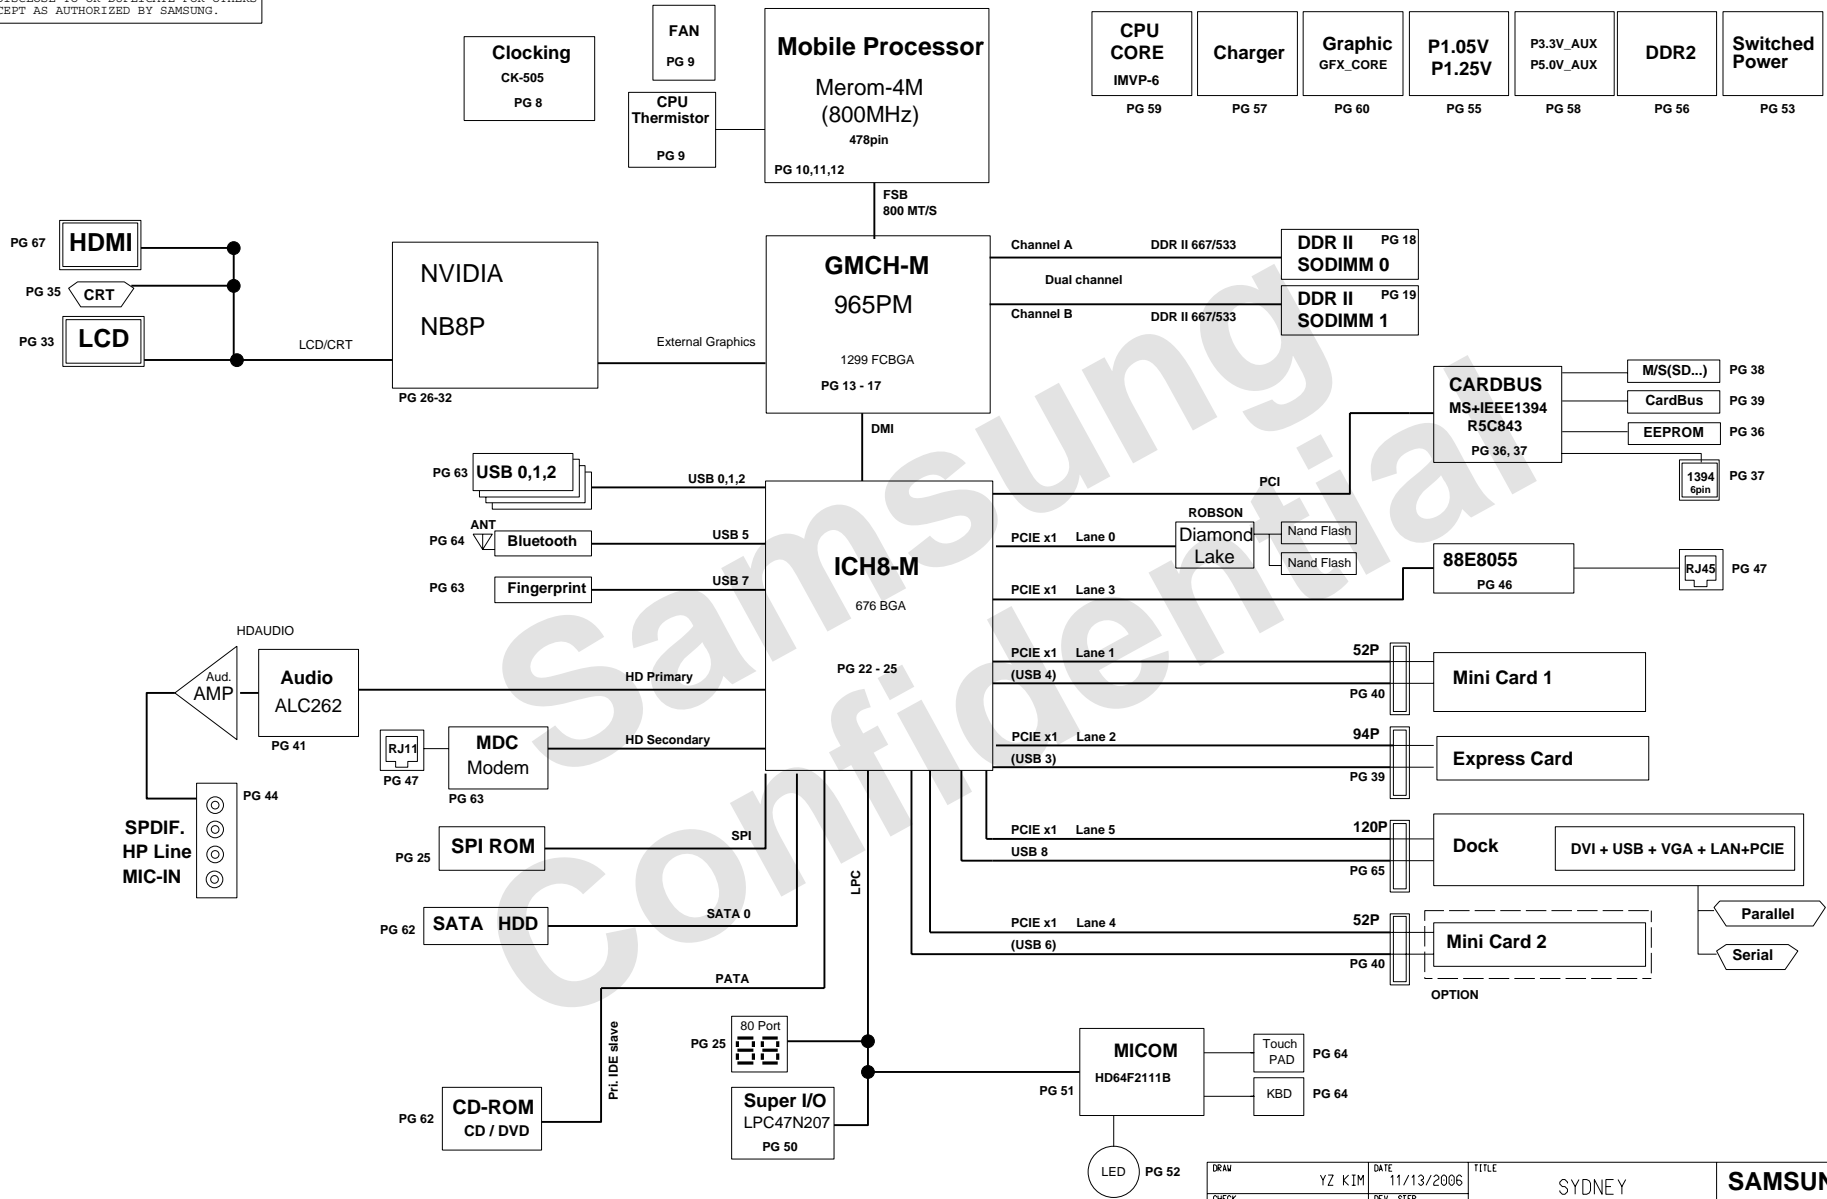 DISCLOSE TO OR DUPLICATE FOR OTHERS
EXCEPT AS AUTHORIZED BY SAMSUNG.
Clocking
CK-505
PG 8
FAN
PG 9
CPU
Thermistor
PG 9
Mobile Processor
Merom-4M
(800MHz)
478pin
PG 10,11,12
CPU
CORE
IMVP-6
PG 59
Charger
PG 57
Graphic
GFX_CORE
PG 60
P1.05V
P1.25V
PG 55
P3.3V_AUX
P5.0V_AUX
PG 58
DDR2
PG 56
Switched
Power
PG 53
FSB
800 MT/S
PG 67
HDMI
PG 35
CRT
PG 33
LCD
LCD/CRT
NVIDIA
NB8P
PG 26-32
External Graphics
GMCH-M
965PM
1299 FCBGA
PG 13 - 17
Channel A
DDR II 667/533
Dual channel
Channel B
DDR II 667/533
DDR II
PG 18
SODIMM 0
DDR II
PG 19
SODIMM 1
DMI
CARDBUS
MS+IEEE1394
R5C843
PG 36, 37
M/S(SD...)
PG 38
CardBus
PG 39
EEPROM
PG 36
1394
6pin
PG 37
PCI
PG 63
USB 0,1,2
USB 0,1,2
ANT
PG 64
Bluetooth
USB 5
PG 63
Fingerprint
USB 7
ICH8-M
676 BGA
PG 22 - 25
PCIE x1 Lane 0
ROBSON
Diamond
Lake
Nand Flash
Nand Flash
PCIE x1 Lane 3
88E8055
PG 46
RJ45
PG 47
HDAUDIO
Aud.
AMP
Audio
ALC262
PG 41
HD Primary
RJ11
PG 47
MDC
Modem
PG 63
HD Secondary
PCIE x1 Lane 1
(USB 4)
52P
PG 40
Mini Card 1
PCIE x1 Lane 2
(USB 3)
94P
PG 39
Express Card
PG 44
SPDIF.
HP Line
MIC-IN
PG 25
SPI ROM
SPI
PG 62
SATA HDD
SATA 0
PATA
Pri. IDE slave
LPC
PCIE x1 Lane 5
USB 8
120P
PG 65
Dock
DVI + USB + VGA + LAN+PCIE
Parallel
Serial
PCIE x1 Lane 4
(USB 6)
52P
PG 40
Mini Card 2
OPTION
PG 62
CD-ROM
CD / DVD
PG 25
80 Port
88
Super I/O
LPC47N207
PG 50
PG 51
MICOM
HD64F2111B
Touch
PAD
PG 64
KBD
PG 64
LED
PG 52
DRAW
YZ KIM
DATE
11/13/2006
TITLE
SYDNEY
SAMSUN
CHECK
DEV. STEP
Samsung
Confidential